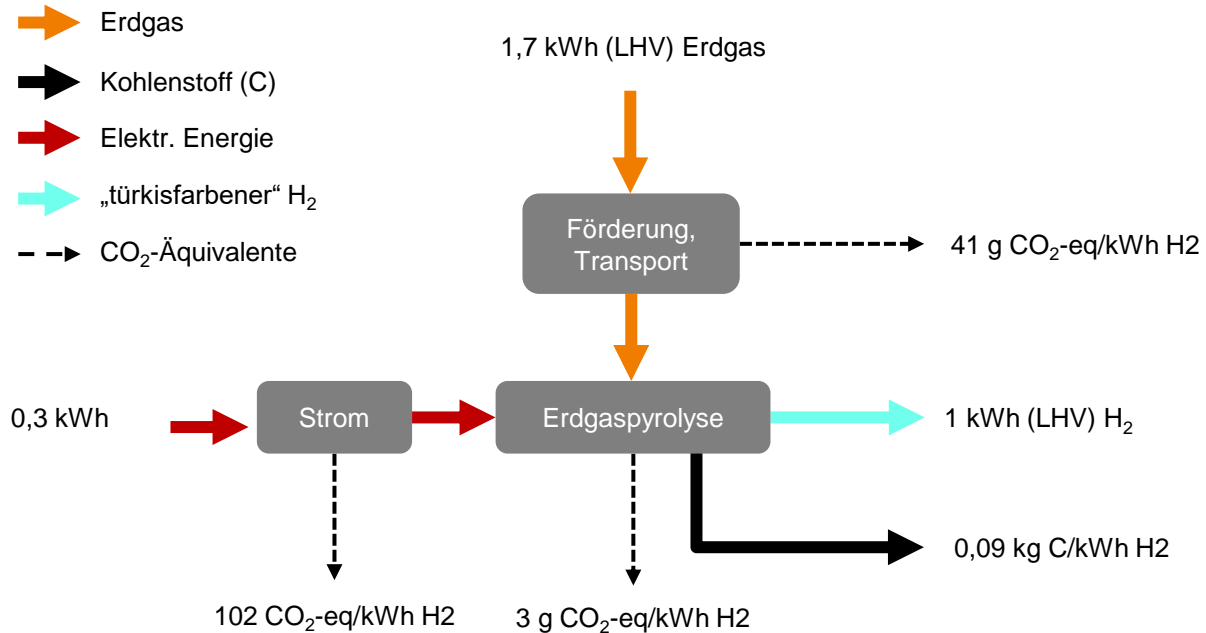 Erdgas
Kohlenstoff (C)
Elektr. Energie
„türkisfarbener“ H₂
CO₂-Äquivalente
1,7 kWh (LHV) Erdgas
Förderung,
Transport
41 g CO₂-eq/kWh H2
0,3 kWh
Strom
Erdgaspyrolyse
1 kWh (LHV) H₂
0,09 kg C/kWh H2
102 CO₂-eq/kWh H2
3 g CO₂-eq/kWh H2